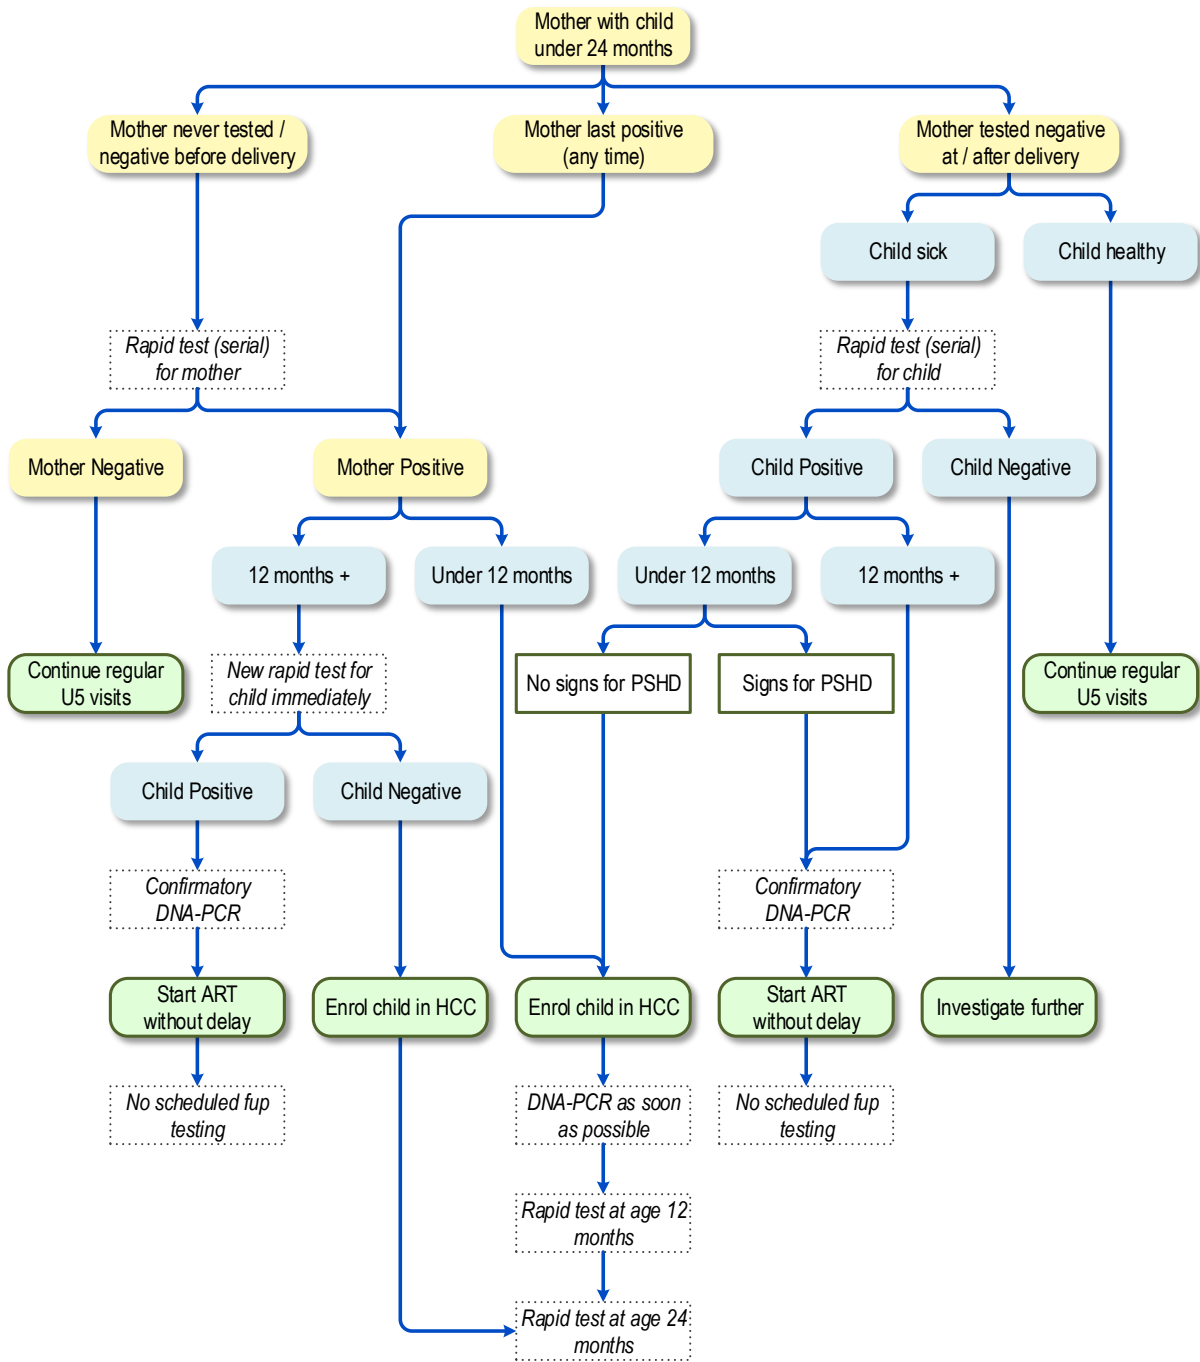 Mother with child
under 24 months
Mother never tested /
negative before delivery
Mother last positive
(any time)
Mother tested negative
at / after delivery
Child sick
Child healthy
Rapid test (serial)
for mother
Rapid test (serial)
for child
Mother Negative
Mother Positive
Child Positive
Child Negative
12 months +
Under 12 months
Under 12 months
12 months +
Continue regular
U5 visits
New rapid test for
child immediately
No signs for PSHD
Signs for PSHD
Continue regular
U5 visits
Child Positive
Child Negative
Confirmatory
DNA-PCR
Confirmatory
DNA-PCR
Start ART
without delay
Enrol child in HCC
Enrol child in HCC
Start ART
without delay
Investigate further
No scheduled fup
testing
DNA-PCR as soon
as possible
No scheduled fup
testing
Rapid test at age 12
months
Rapid test at age 24
months